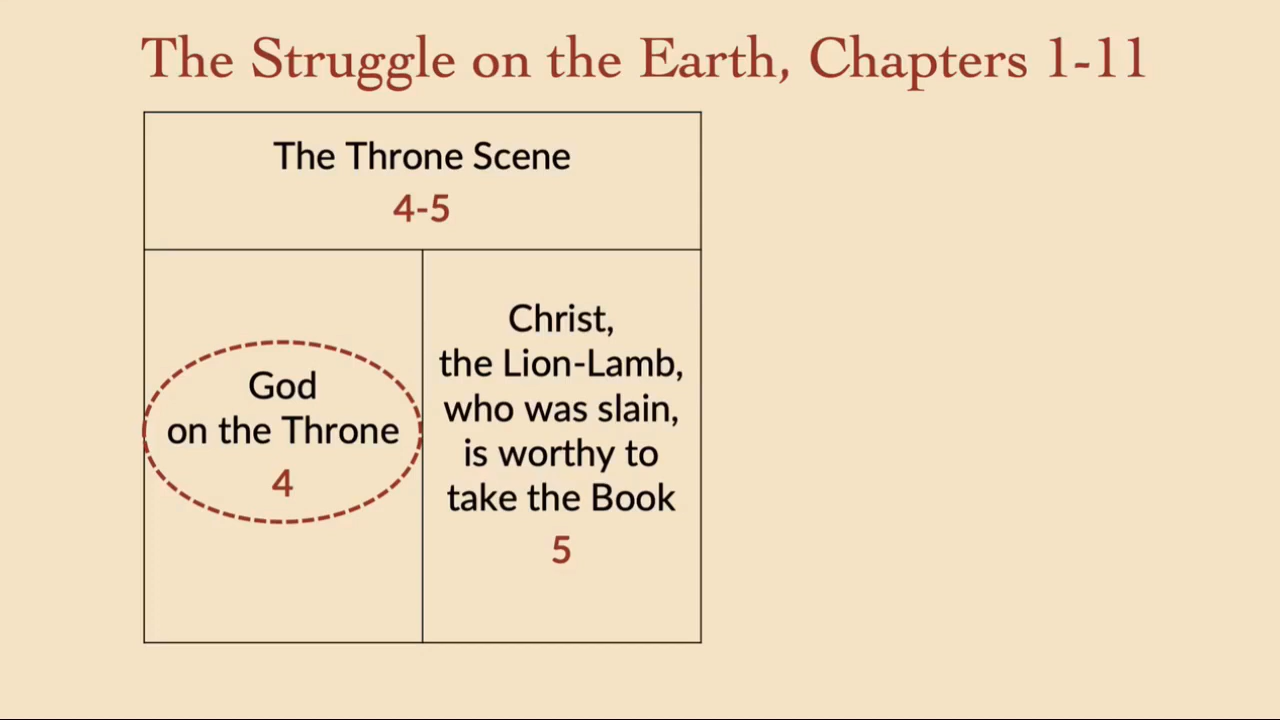 The Struggle on the Earth, Chapters 1-11
The Throne Scene
4-5
God
on the Throne
4
Christ,
the Lion-Lamb,
who was slain,
is worthy to
take the Book
5